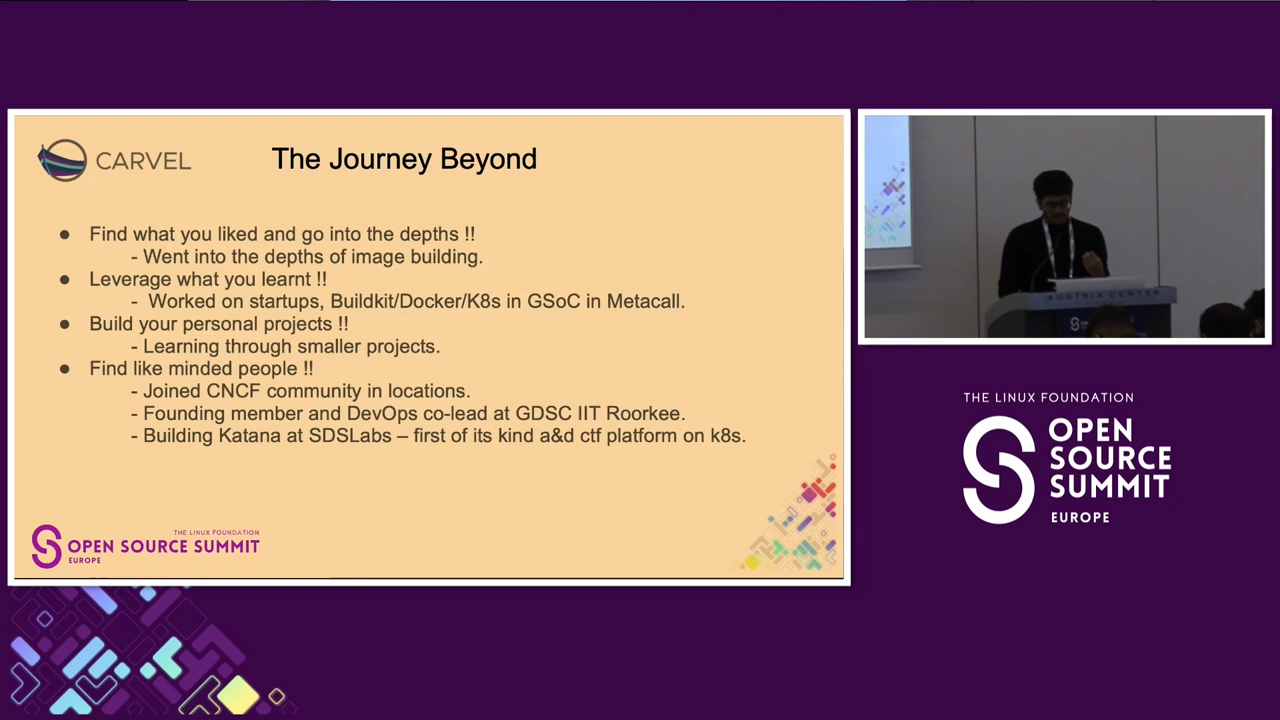 CARVEL
The Journey Beyond
● Find what you liked and go into the depths !!
- Went into the depths of image building.
● Leverage what you learnt !!
- Worked on startups, Buildkit/Docker/K8s in GSoC in Metacall.
● Build your personal projects !!
- Learning through smaller projects.
● Find like minded people !!
- Joined CNCF community in locations.
- Founding member and DevOps co-lead at GDSC IIT Roorkee.
- Building Katana at SDSLabs – first of its kind a&d ctf platform on k8s.
THE LINUX FOUNDATION
OPEN SOURCE SUMMIT
EUROPE
AUSTRIA CENTER
THE LINUX FOUNDATION
OPEN
SOURCE
SUMMIT
EUROPE